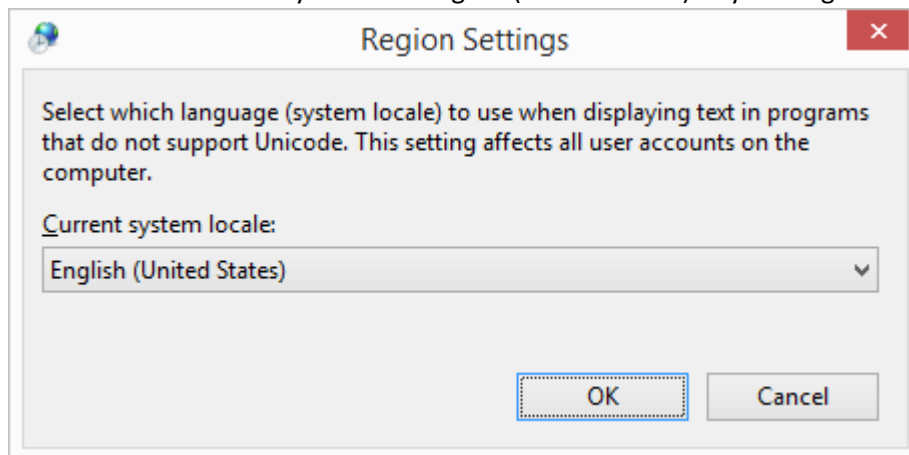 Region Settings
Select which language (system locale) to use when displaying text in programs
that do not support Unicode. This setting affects all user accounts on the
computer.
Current system locale:
English (United States)
OK Cancel